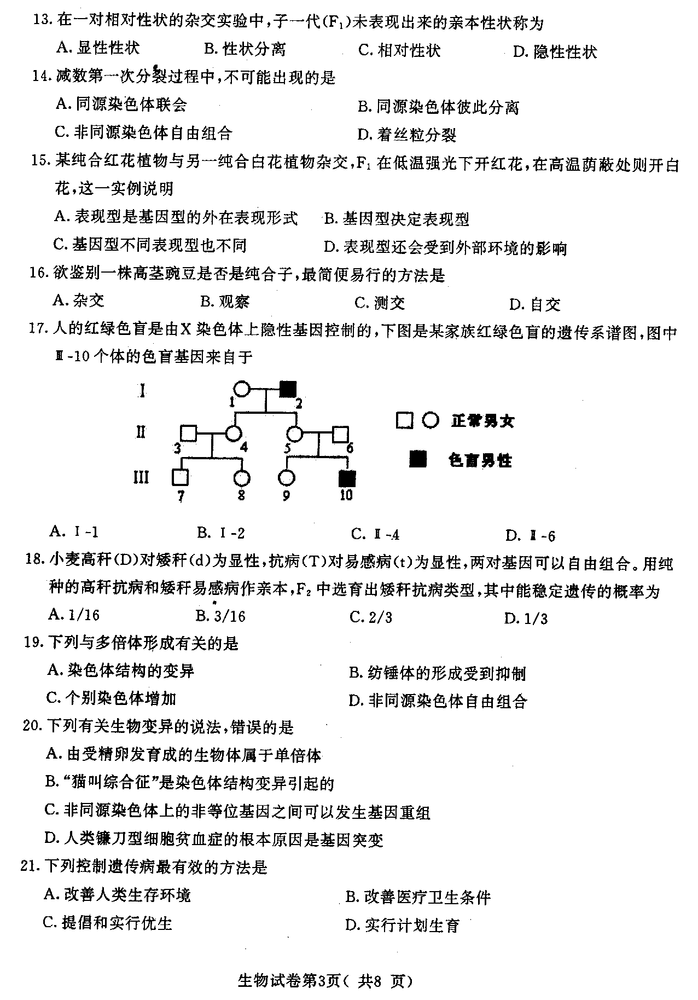 13. 在一对相对性状的杂交实验中,子一代(F₁)未表现出来的亲本性状称为
A. 显性性状 B. 性状分离 C. 相对性状 D. 隐性性状
14. 减数第一次分裂过程中,不可能出现的是
A. 同源染色体联会 B. 同源染色体彼此分离
C. 非同源染色体自由组合 D. 着丝粒分裂
15. 某纯合红花植物与另一纯合白花植物杂交,F₁ 在低温强光下开红花,在高温荫蔽处则开白
花,这一实例说明
A. 表现型是基因型的外在表现形式 B. 基因型决定表现型
C. 基因型不同表现型也不同 D. 表现型还会受到外部环境的影响
16. 欲鉴别一株高茎豌豆是否是纯合子,最简便易行的方法是
A. 杂交 B. 观察 C. 测交 D. 自交
17. 人的红绿色盲是由X 染色体上隐性基因控制的,下图是某家族红绿色盲的遗传系谱图,图中
Ⅲ-10 个体的色盲基因来自于
I
1 2
II 正常男女
3 4 5 6
色盲男性
III
7 8 9 10
A. Ⅰ-1 B. Ⅰ-2 C. Ⅱ-4 D. Ⅱ-6
18. 小麦高秆(D)对矮秆(d)为显性,抗病(T)对易感病(t)为显性,两对基因可以自由组合。用纯
种的高秆抗病和矮秆易感病作亲本,F₂ 中选育出矮秆抗病类型,其中能稳定遗传的概率为
A. 1/16 B. 3/16 C. 2/3 D. 1/3
19. 下列与多倍体形成有关的是
A. 染色体结构的变异 B. 纺锤体的形成受到抑制
C. 个别染色体增加 D. 非同源染色体自由组合
20. 下列有关生物变异的说法,错误的是
A. 由受精卵发育成的生物体属于单倍体
B. “猫叫综合征”是染色体结构变异引起的
C. 非同源染色体上的非等位基因之间可以发生基因重组
D. 人类镰刀型细胞贫血症的根本原因是基因突变
21. 下列控制遗传病最有效的方法是
A. 改善人类生存环境 B. 改善医疗卫生条件
C. 提倡和实行优生 D. 实行计划生育
生物试卷第3页( 共8 页)